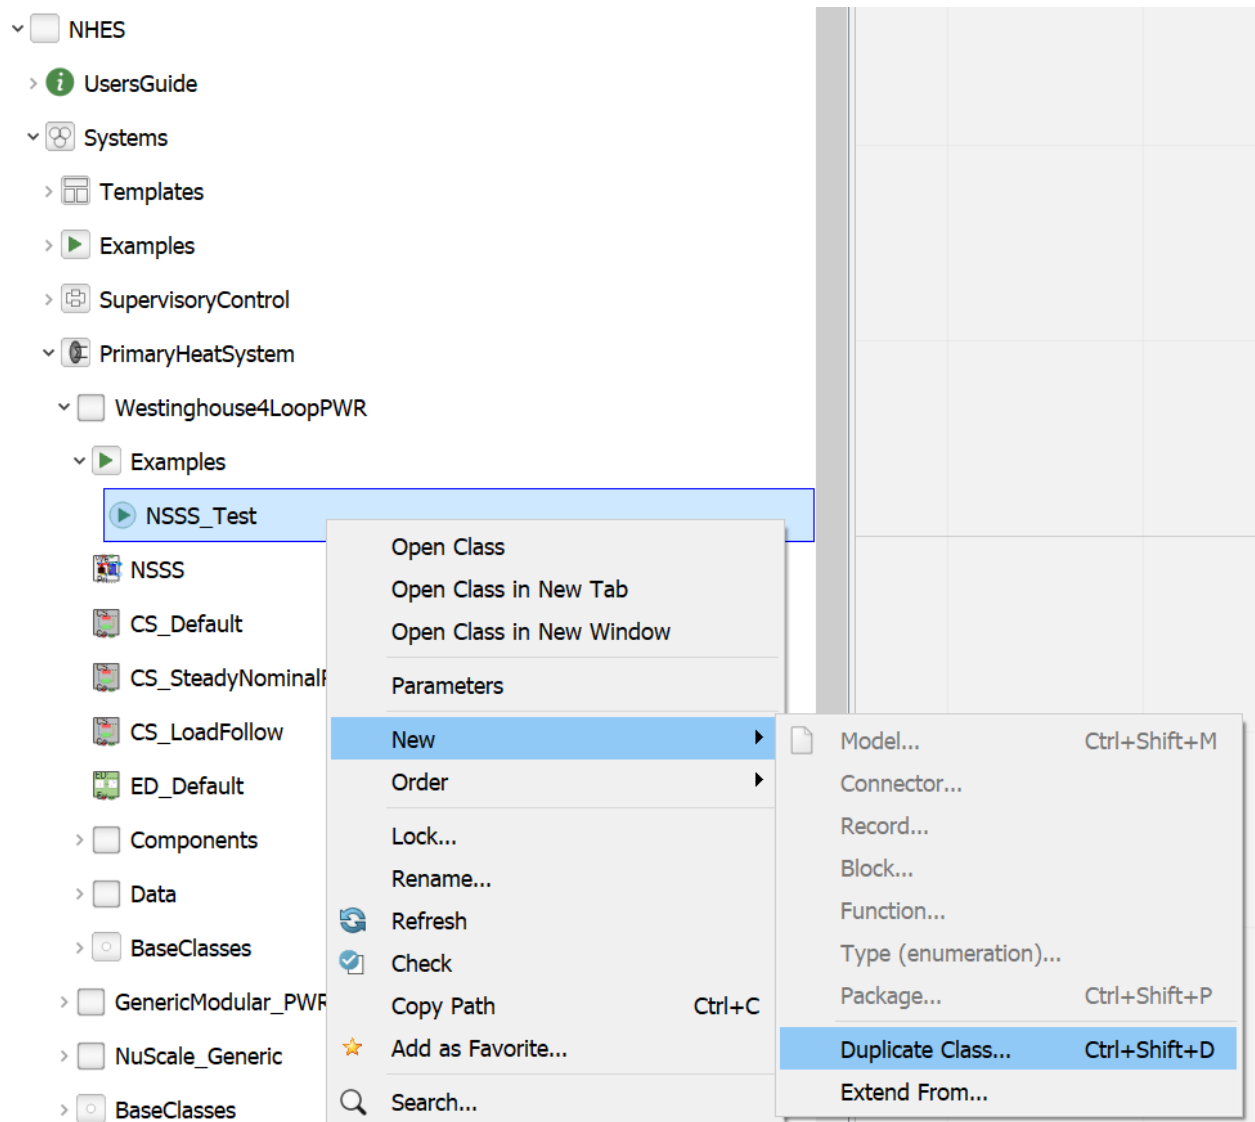 NHES
UsersGuide
Systems
Templates
Examples
SupervisoryControl
PrimaryHeatSystem
Westinghouse4LoopPWR
Examples
NSSS_Test
NSSS
CS_Default
CS_SteadyNominal
CS_LoadFollow
ED_Default
Components
Data
BaseClasses
GenericModular_PWR
NuScale_Generic
BaseClasses
Open Class
Open Class in New Tab
Open Class in New Window
Parameters
New
Order
Lock...
Rename...
Refresh
Check
Copy Path Ctrl+C
Add as Favorite...
Search...
Model... Ctrl+Shift+M
Connector...
Record...
Block...
Function...
Type (enumeration)...
Package... Ctrl+Shift+P
Duplicate Class... Ctrl+Shift+D
Extend From...